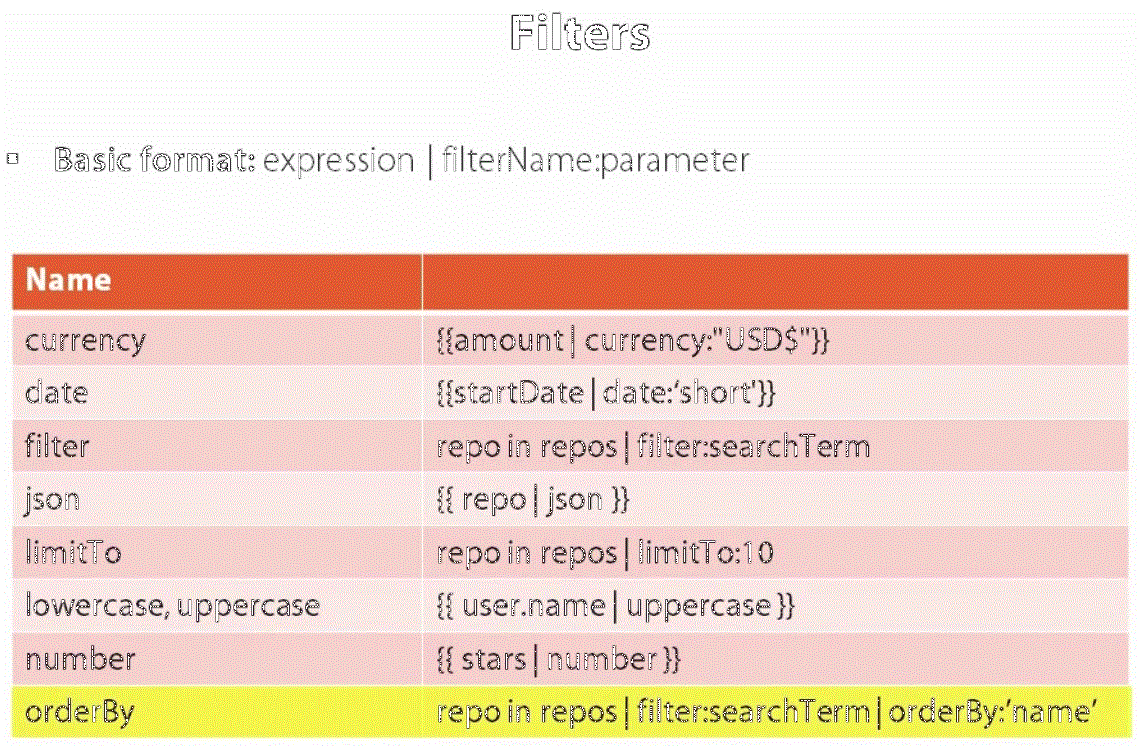 Filters
▫ Basic format: expression | filterName:parameter
Name
currency {{amount | currency:"USD$"}}
date {{startDate | date:‘short'}}
filter repo in repos | filter:searchTerm
json {{ repo | json }}
limitTo repo in repos | limitTo:10
lowercase, uppercase {{ user.name | uppercase }}
number {{ stars | number }}
orderBy repo in repos | filter:searchTerm | orderBy:’name’